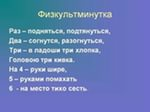 Физкультминутка
Раз – подняться, подтянуться,
Два – согнутся, разогнуться,
Три – в ладоши три хлопка,
Головою три кивка.
На 4 – руки шире,
5 – руками помахать
6 - на место тихо сесть.